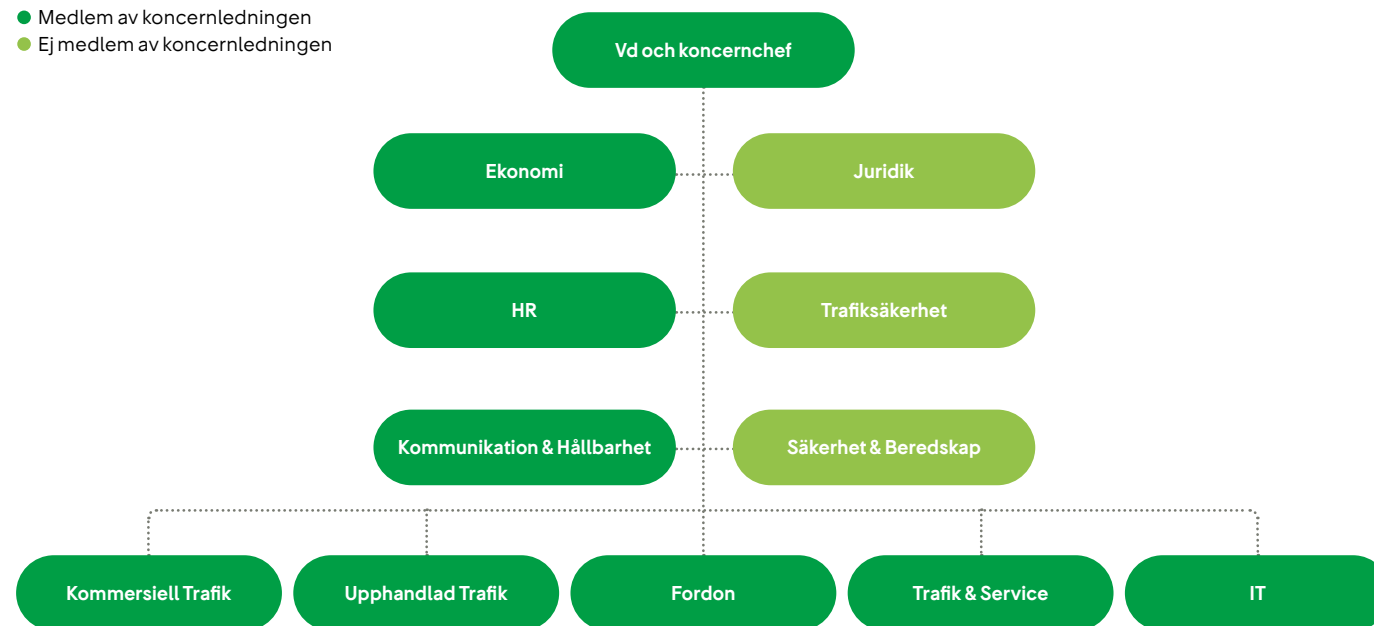 Medlem av koncernledningen
Ej medlem av koncernledningen
Vd och koncernchef
Ekonomi
Juridik
HR
Trafiksäkerhet
Kommunikation & Hållbarhet
Säkerhet & Beredskap
Kommersiell Trafik
Upphandlad Trafik
Fordon
Trafik & Service
IT